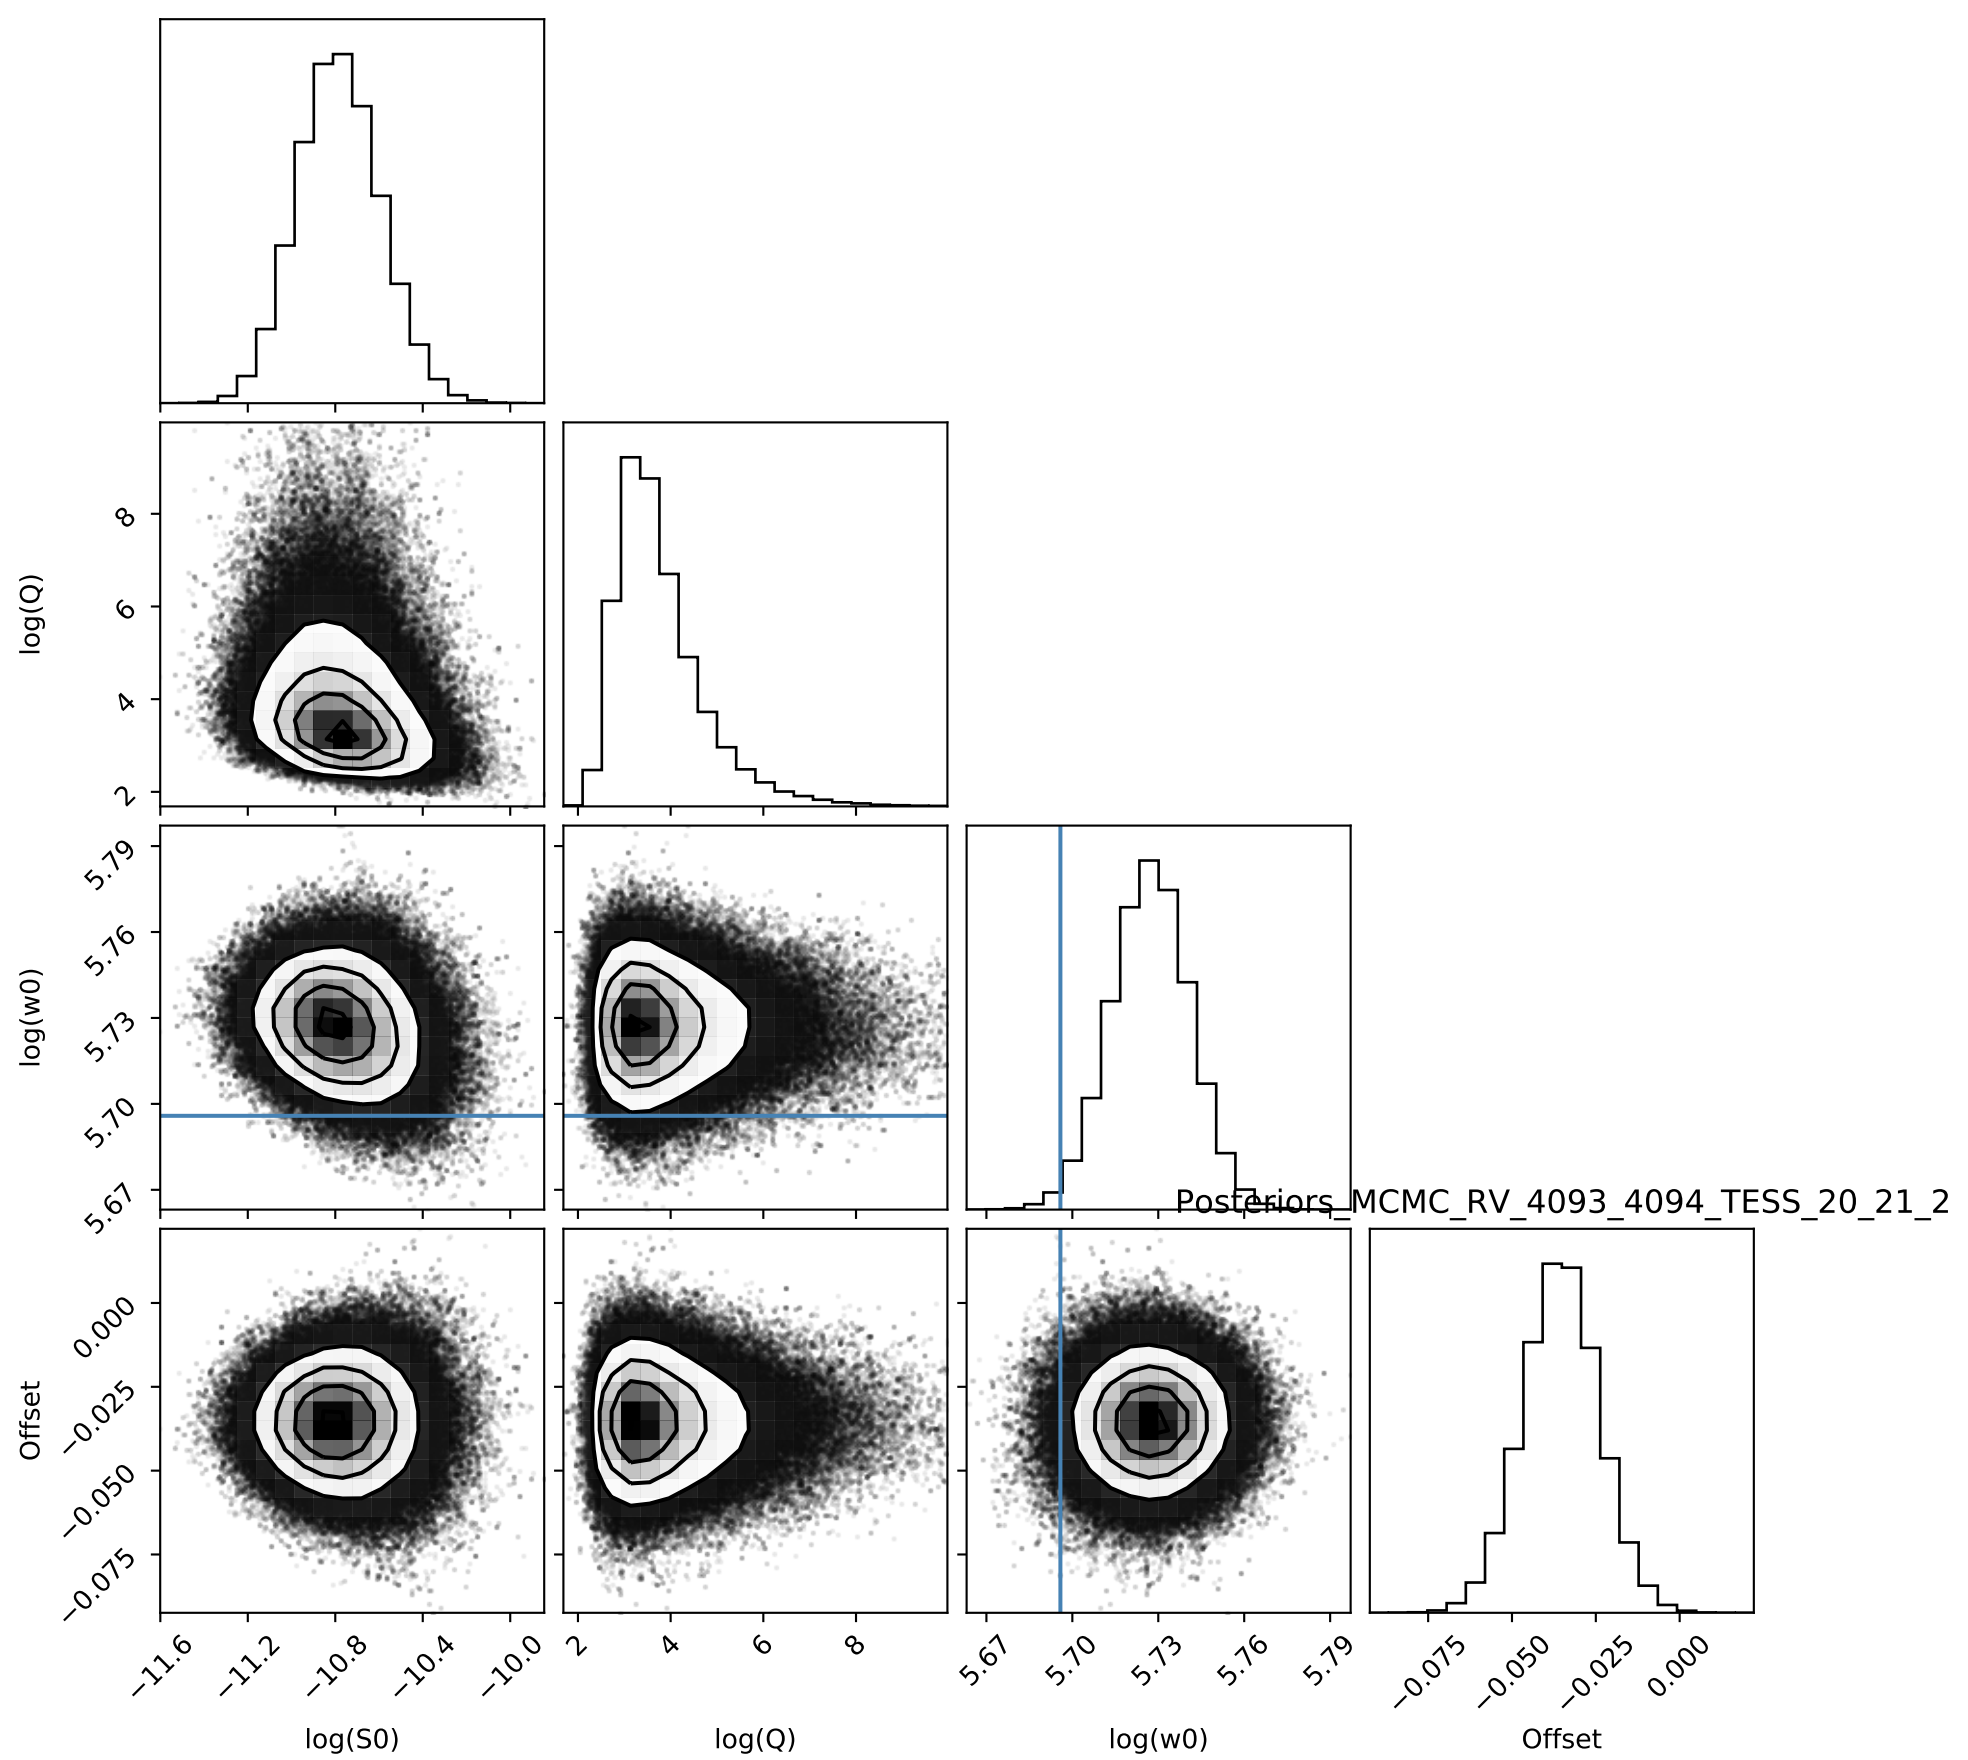 log(Q)
8
6
4
2
log(w0)
5.79
5.76
5.73
5.70
5.67
Posteriors_MCMC_RV_4093_4094_TESS_20_21_2
Offset
0.000
−0.025
−0.050
−0.075
−11.6 −11.2 −10.8 −10.4 −10.0 2 4 6 8 5.67 5.70 5.73 5.76 5.79 −0.075 −0.050 −0.025 0.000
log(S0) log(Q) log(w0) Offset